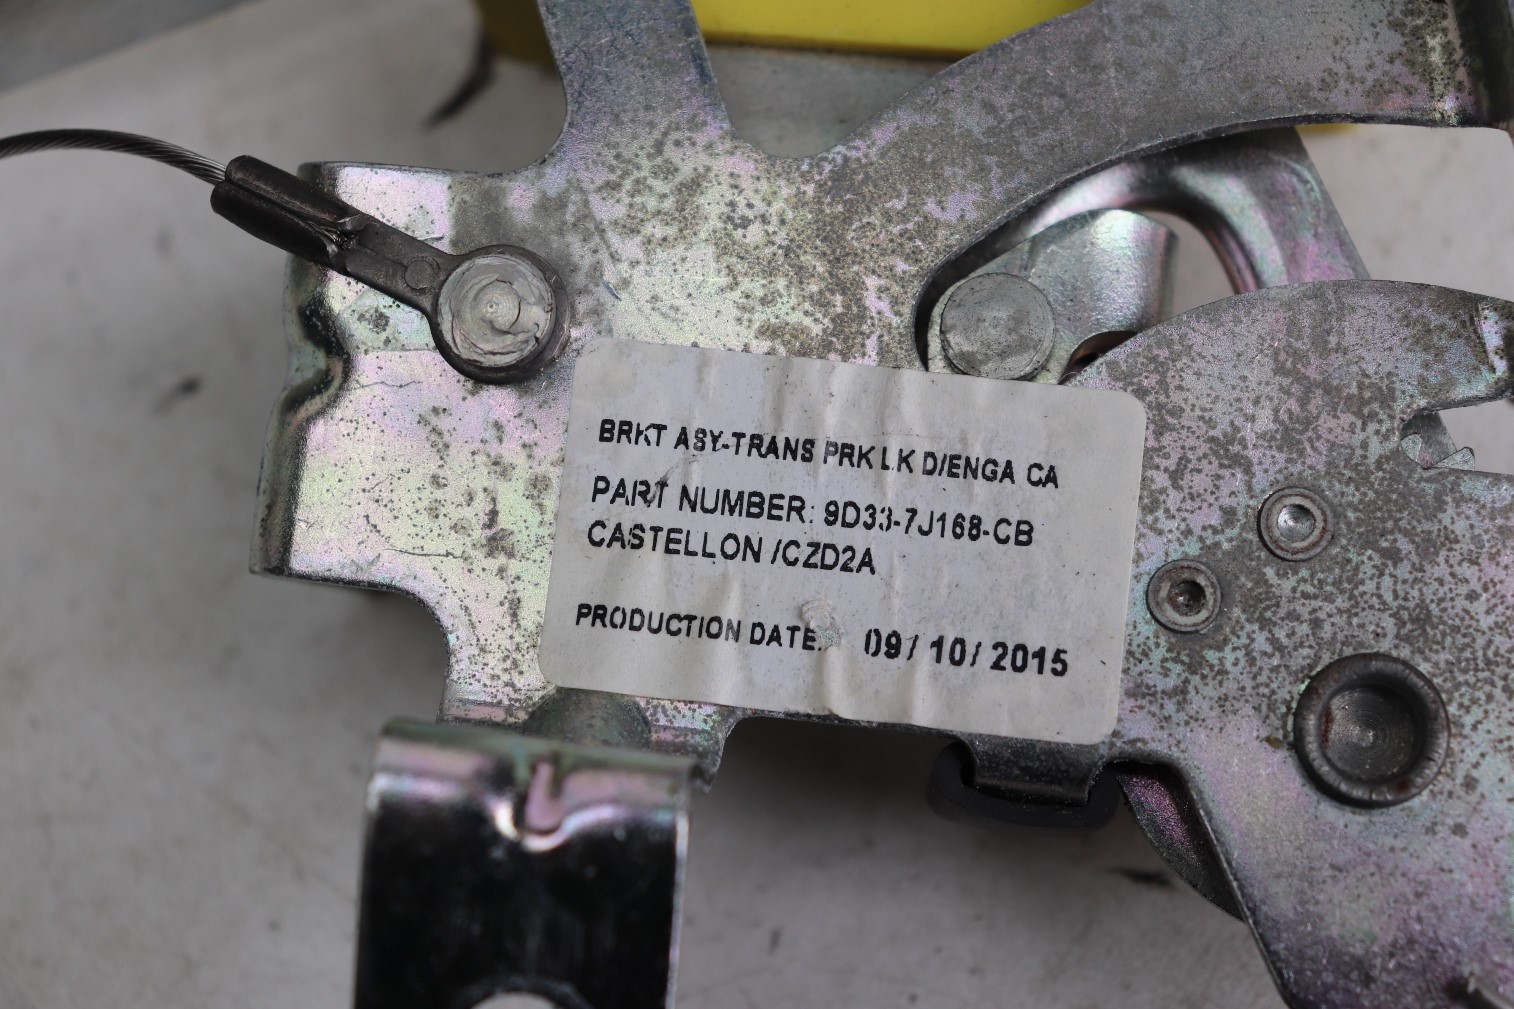 BRKT ASY-TRANS PRK LK D/ENGA CA
PART NUMBER: 9D33-7J168-CB
CASTELLON /CZD2A
PRODUCTION DATE: 09/10/2015